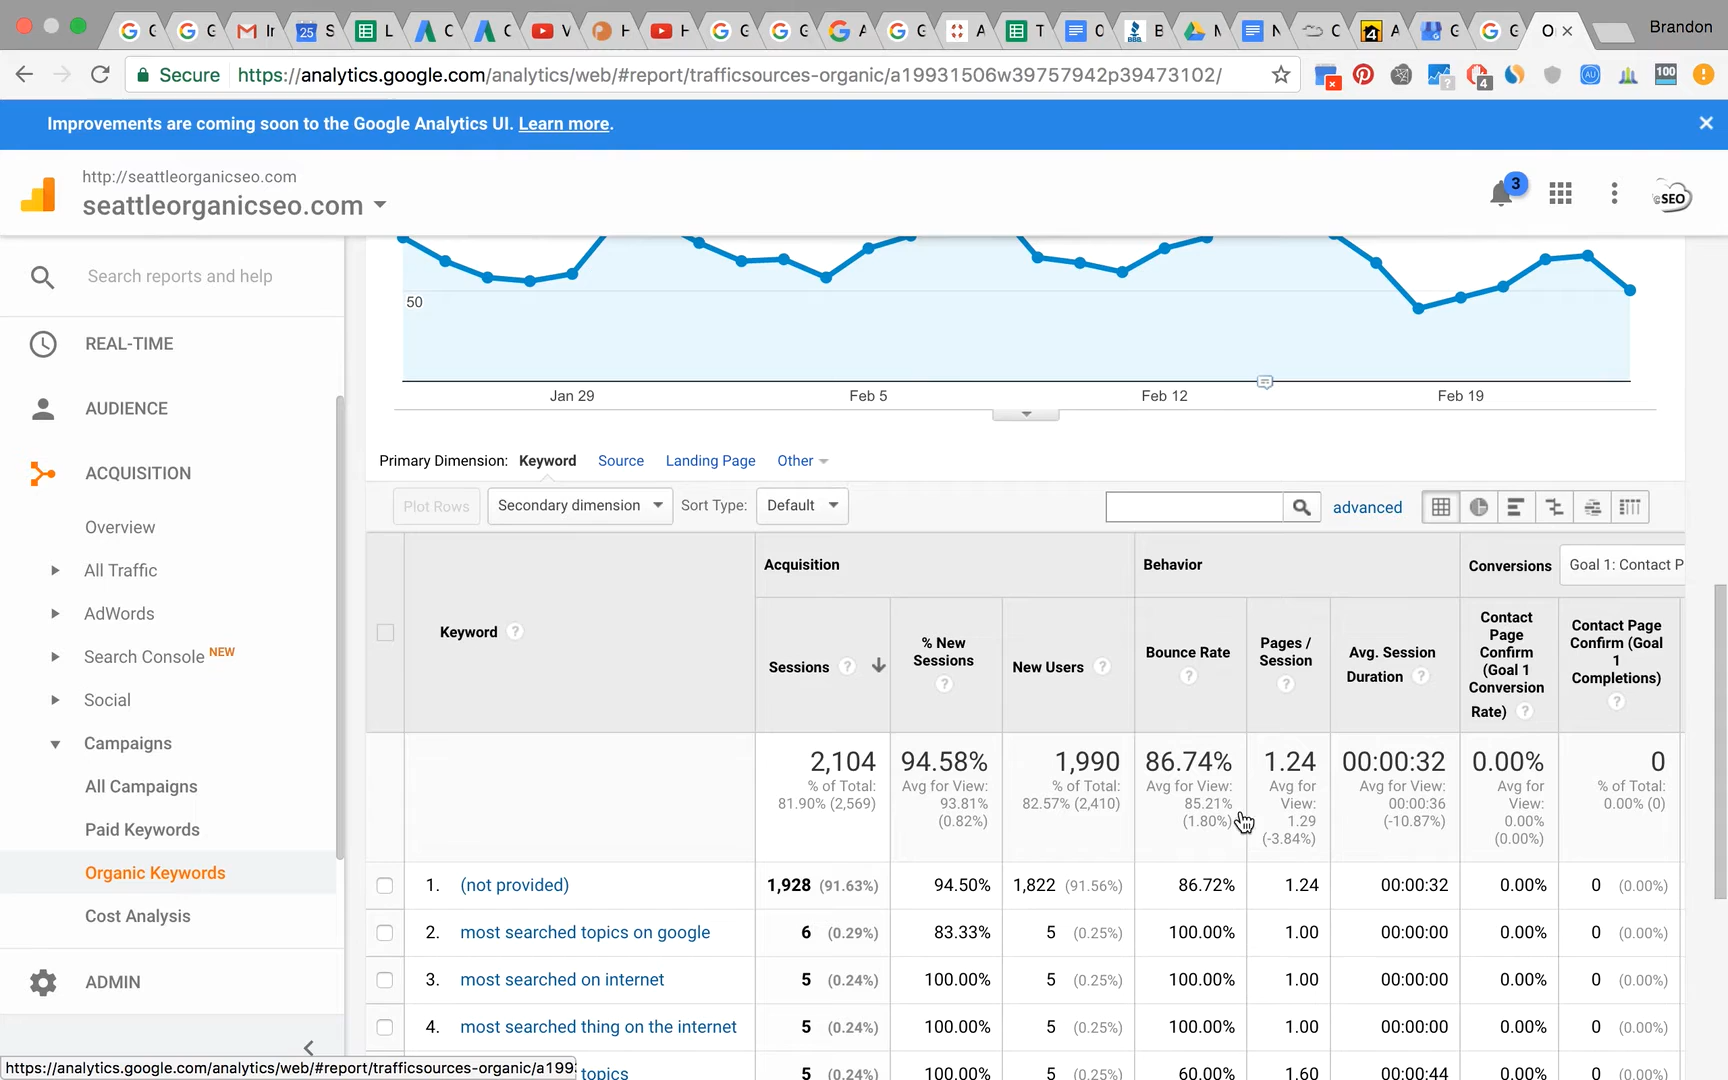 G G Ir 25 S L C C V H H G G A G A T C B M N C 4 A G G O × Brandon
Secure https://analytics.google.com/analytics/web/#report/trafficsources-organic/a19931506w39757942p39473102/ 4 AU 100
Improvements are coming soon to the Google Analytics UI. Learn more. ×
http://seattleorganicseo.com
seattleorganicseo.com
3
SEO
Search reports and help
REAL-TIME
AUDIENCE
ACQUISITION
Overview
All Traffic
AdWords
Search Console NEW
Social
Campaigns
All Campaigns
Paid Keywords
Organic Keywords
Cost Analysis
ADMIN
https://analytics.google.com/analytics/web/#report/trafficsources-organic/a199
50
Jan 29 Feb 5 Feb 12 Feb 19
Primary Dimension: Keyword Source Landing Page Other
Plot Rows Secondary dimension Sort Type: Default advanced
Acquisition Behavior Conversions Goal 1: Contact P
Keyword ?
Sessions ?
% New Sessions ?
New Users ?
Bounce Rate ?
Pages / Session ?
Avg. Session Duration ?
Contact Page Confirm (Goal 1 Conversion Rate) ?
Contact Page Confirm (Goal 1 Completions) ?
2,104 % of Total: 81.90% (2,569)
94.58% Avg for View: 93.81% (0.82%)
1,990 % of Total: 82.57% (2,410)
86.74% Avg for View: 85.21% (1.80%)
1.24 Avg for View: 1.29 (-3.84%)
00:00:32 Avg for View: 00:00:36 (-10.87%)
0.00% Avg for View: 0.00% (0.00%)
0 % of Total: 0.00% (0)
1. (not provided) 1,928 (91.63%) 94.50% 1,822 (91.56%) 86.72% 1.24 00:00:32 0.00% 0 (0.00%)
2. most searched topics on google 6 (0.29%) 83.33% 5 (0.25%) 100.00% 1.00 00:00:00 0.00% 0 (0.00%)
3. most searched on internet 5 (0.24%) 100.00% 5 (0.25%) 100.00% 1.00 00:00:00 0.00% 0 (0.00%)
4. most searched thing on the internet 5 (0.24%) 100.00% 5 (0.25%) 100.00% 1.00 00:00:00 0.00% 0 (0.00%)
topics 5 (0.24%) 100.00% 5 (0.25%) 60.00% 1.60 00:00:44 0.00% 0 (0.00%)